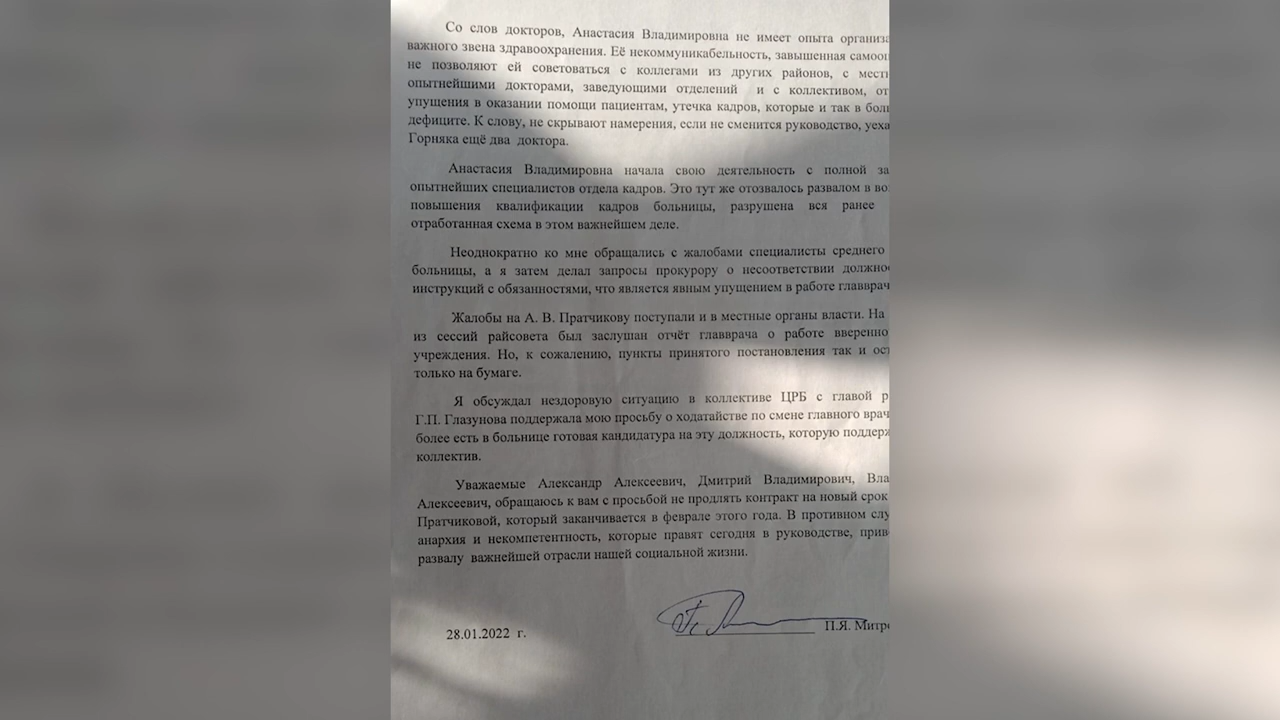 Со слов докторов, Анастасия Владимировна не имеет опыта организа
важного звена здравоохранения. Её некоммуникабельность, завышенная самооц
не позволяют ей советоваться с коллегами из других районов, с местн
опытнейшими докторами, заведующими отделений и с коллективом, от
упущения в оказании помощи пациентам, утечка кадров, которые и так в боль
дефиците. К слову, не скрывают намерения, если не сменится руководство, уеха
Горняка ещё два доктора.
Анастасия Владимировна начала свою деятельность с полной за
опытнейших специалистов отдела кадров. Это тут же отозвалось развалом в во
повышения квалификации кадров больницы, разрушена вся ранее
отработанная схема в этом важнейшем деле.
Неоднократно ко мне обращались с жалобами специалисты среднего
больницы, а я затем делал запросы прокурору о несоответствии должнос
инструкций с обязанностями, что является явным упущением в работе главврач
Жалобы на А. В. Пратчикову поступали и в местные органы власти. На
из сессий райсовета был заслушан отчёт главврача о работе вверенно
учреждения. Но, к сожалению, пункты принятого постановления так и ост
только на бумаге.
Я обсуждал нездоровую ситуацию в коллективе ЦРБ с главой р
Г.П. Глазунова поддержала мою просьбу о ходатайстве по смене главного врач
более есть в больнице готовая кандидатура на эту должность, которую поддерж
коллектив.
Уважаемые Александр Алексеевич, Дмитрий Владимирович, Вла
Алексеевич, обращаюсь к вам с просьбой не продлять контракт на новый срок
Пратчиковой, который заканчивается в феврале этого года. В противном слу
анархия и некомпетентность, которые правят сегодня в руководстве, приве
развалу важнейшей отрасли нашей социальной жизни.
28.01.2022 г.
П.Я. Митро